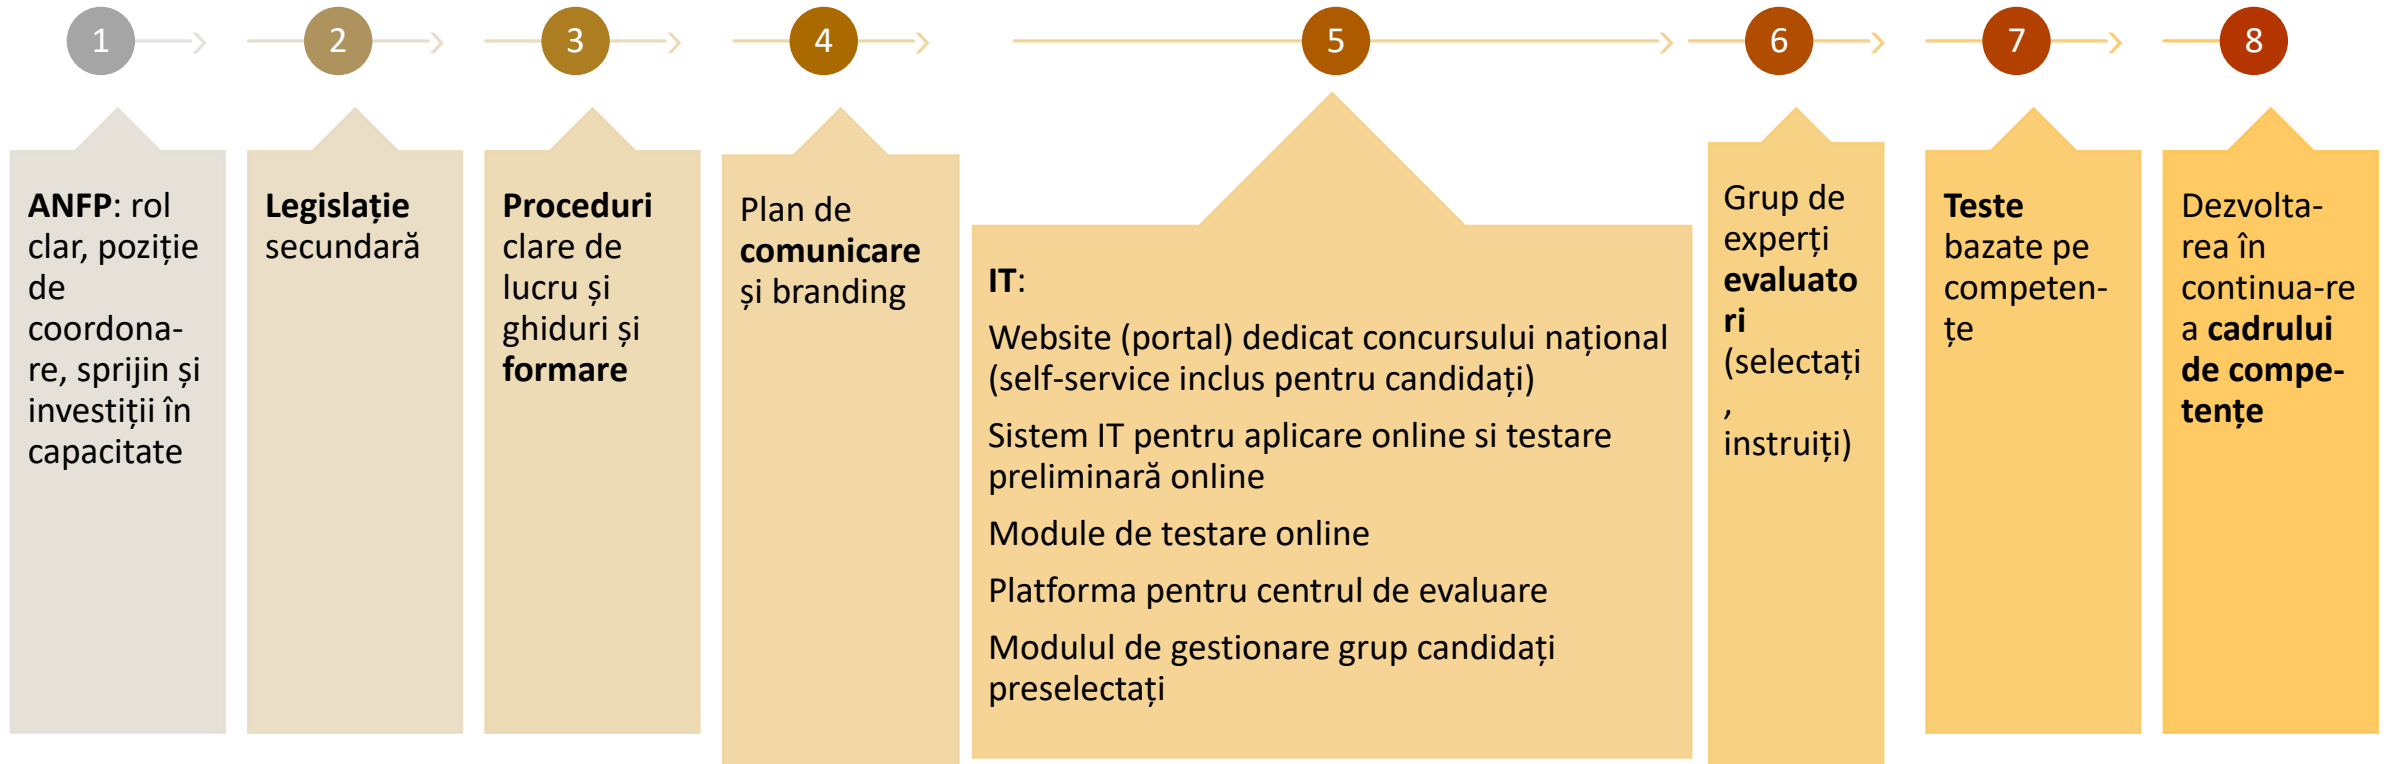 1
2
3
4
5
6
7
8
ANFP: rol
clar, poziție
de
coordona-
re, sprijin și
investiții în
capacitate
Legislație
secundară
Proceduri
clare de
lucru și
ghiduri și
formare
Plan de
comunicare
și branding
IT:
Website (portal) dedicat concursului național
(self-service inclus pentru candidați)
Sistem IT pentru aplicare online si testare
preliminară online
Module de testare online
Platforma pentru centrul de evaluare
Modulul de gestionare grup candidați
preselectați
Grup de
experți
evaluato
ri
(selectați
,
instruiți)
Teste
bazate pe
competen-
țe
Dezvolta-
rea în
continua-re
a cadrului
de compe-
tențe